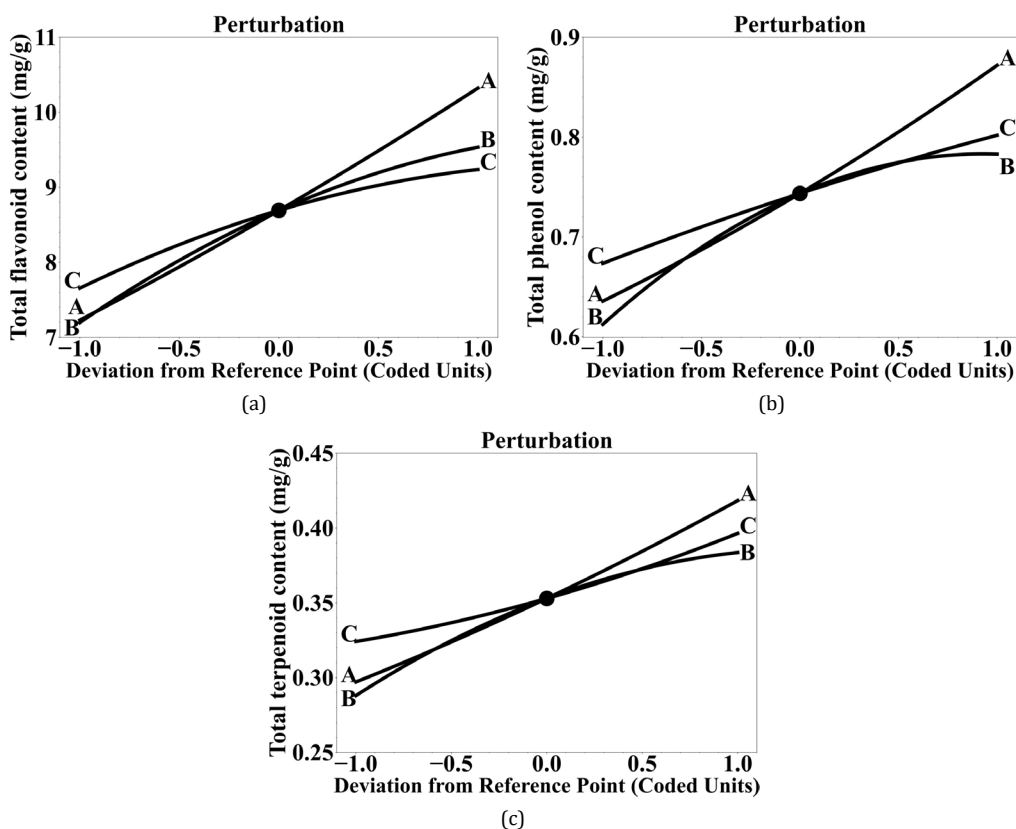 Perturbation
Total flavonoid content (mg/g)
11
10
9
8
7
A
B
C
C
A
B
−1.0 −0.5 0.0 0.5 1.0
Deviation from Reference Point (Coded Units)
(a)
Perturbation
Total phenol content (mg/g)
0.9
0.8
0.7
0.6
A
C
B
C
A
B
−1.0 −0.5 0.0 0.5 1.0
Deviation from Reference Point (Coded Units)
(b)
Perturbation
Total terpenoid content (mg/g)
0.45
0.40
0.35
0.30
0.25
A
C
B
C
A
B
−1.0 −0.5 0.0 0.5 1.0
Deviation from Reference Point (Coded Units)
(c)